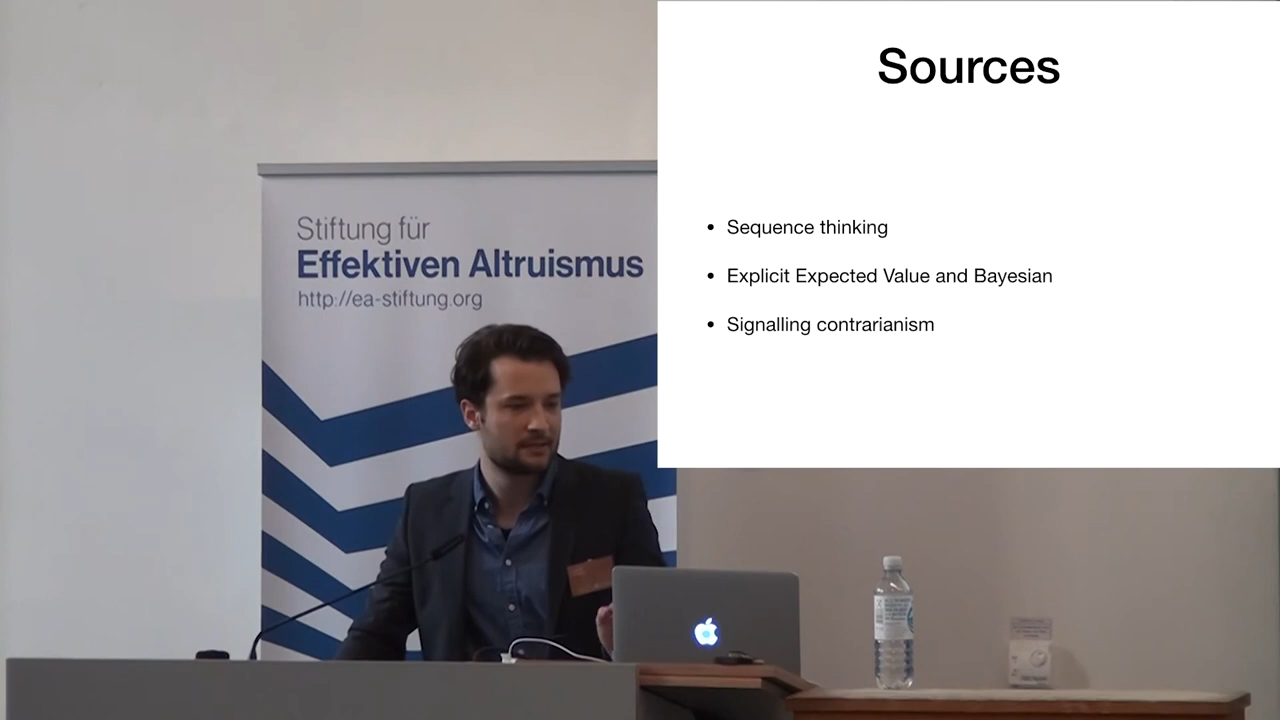 Sources
• Sequence thinking
• Explicit Expected Value and Bayesian
• Signalling contrarianism
Stiftung für
Effektiven Altruismus
http://ea-stiftung.org